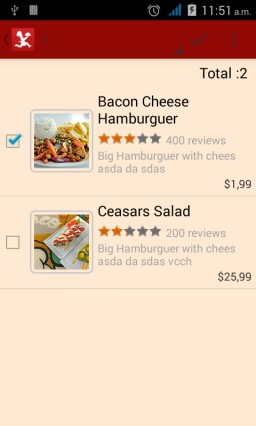 11:51 a.m.
Total :2
Bacon Cheese
Hamburguer
400 reviews
Big Hamburguer with chees
asda da sdas
$1,99
Ceasars Salad
200 reviews
Big Hamburguer with chees
asda da sdas vcch
$25,99